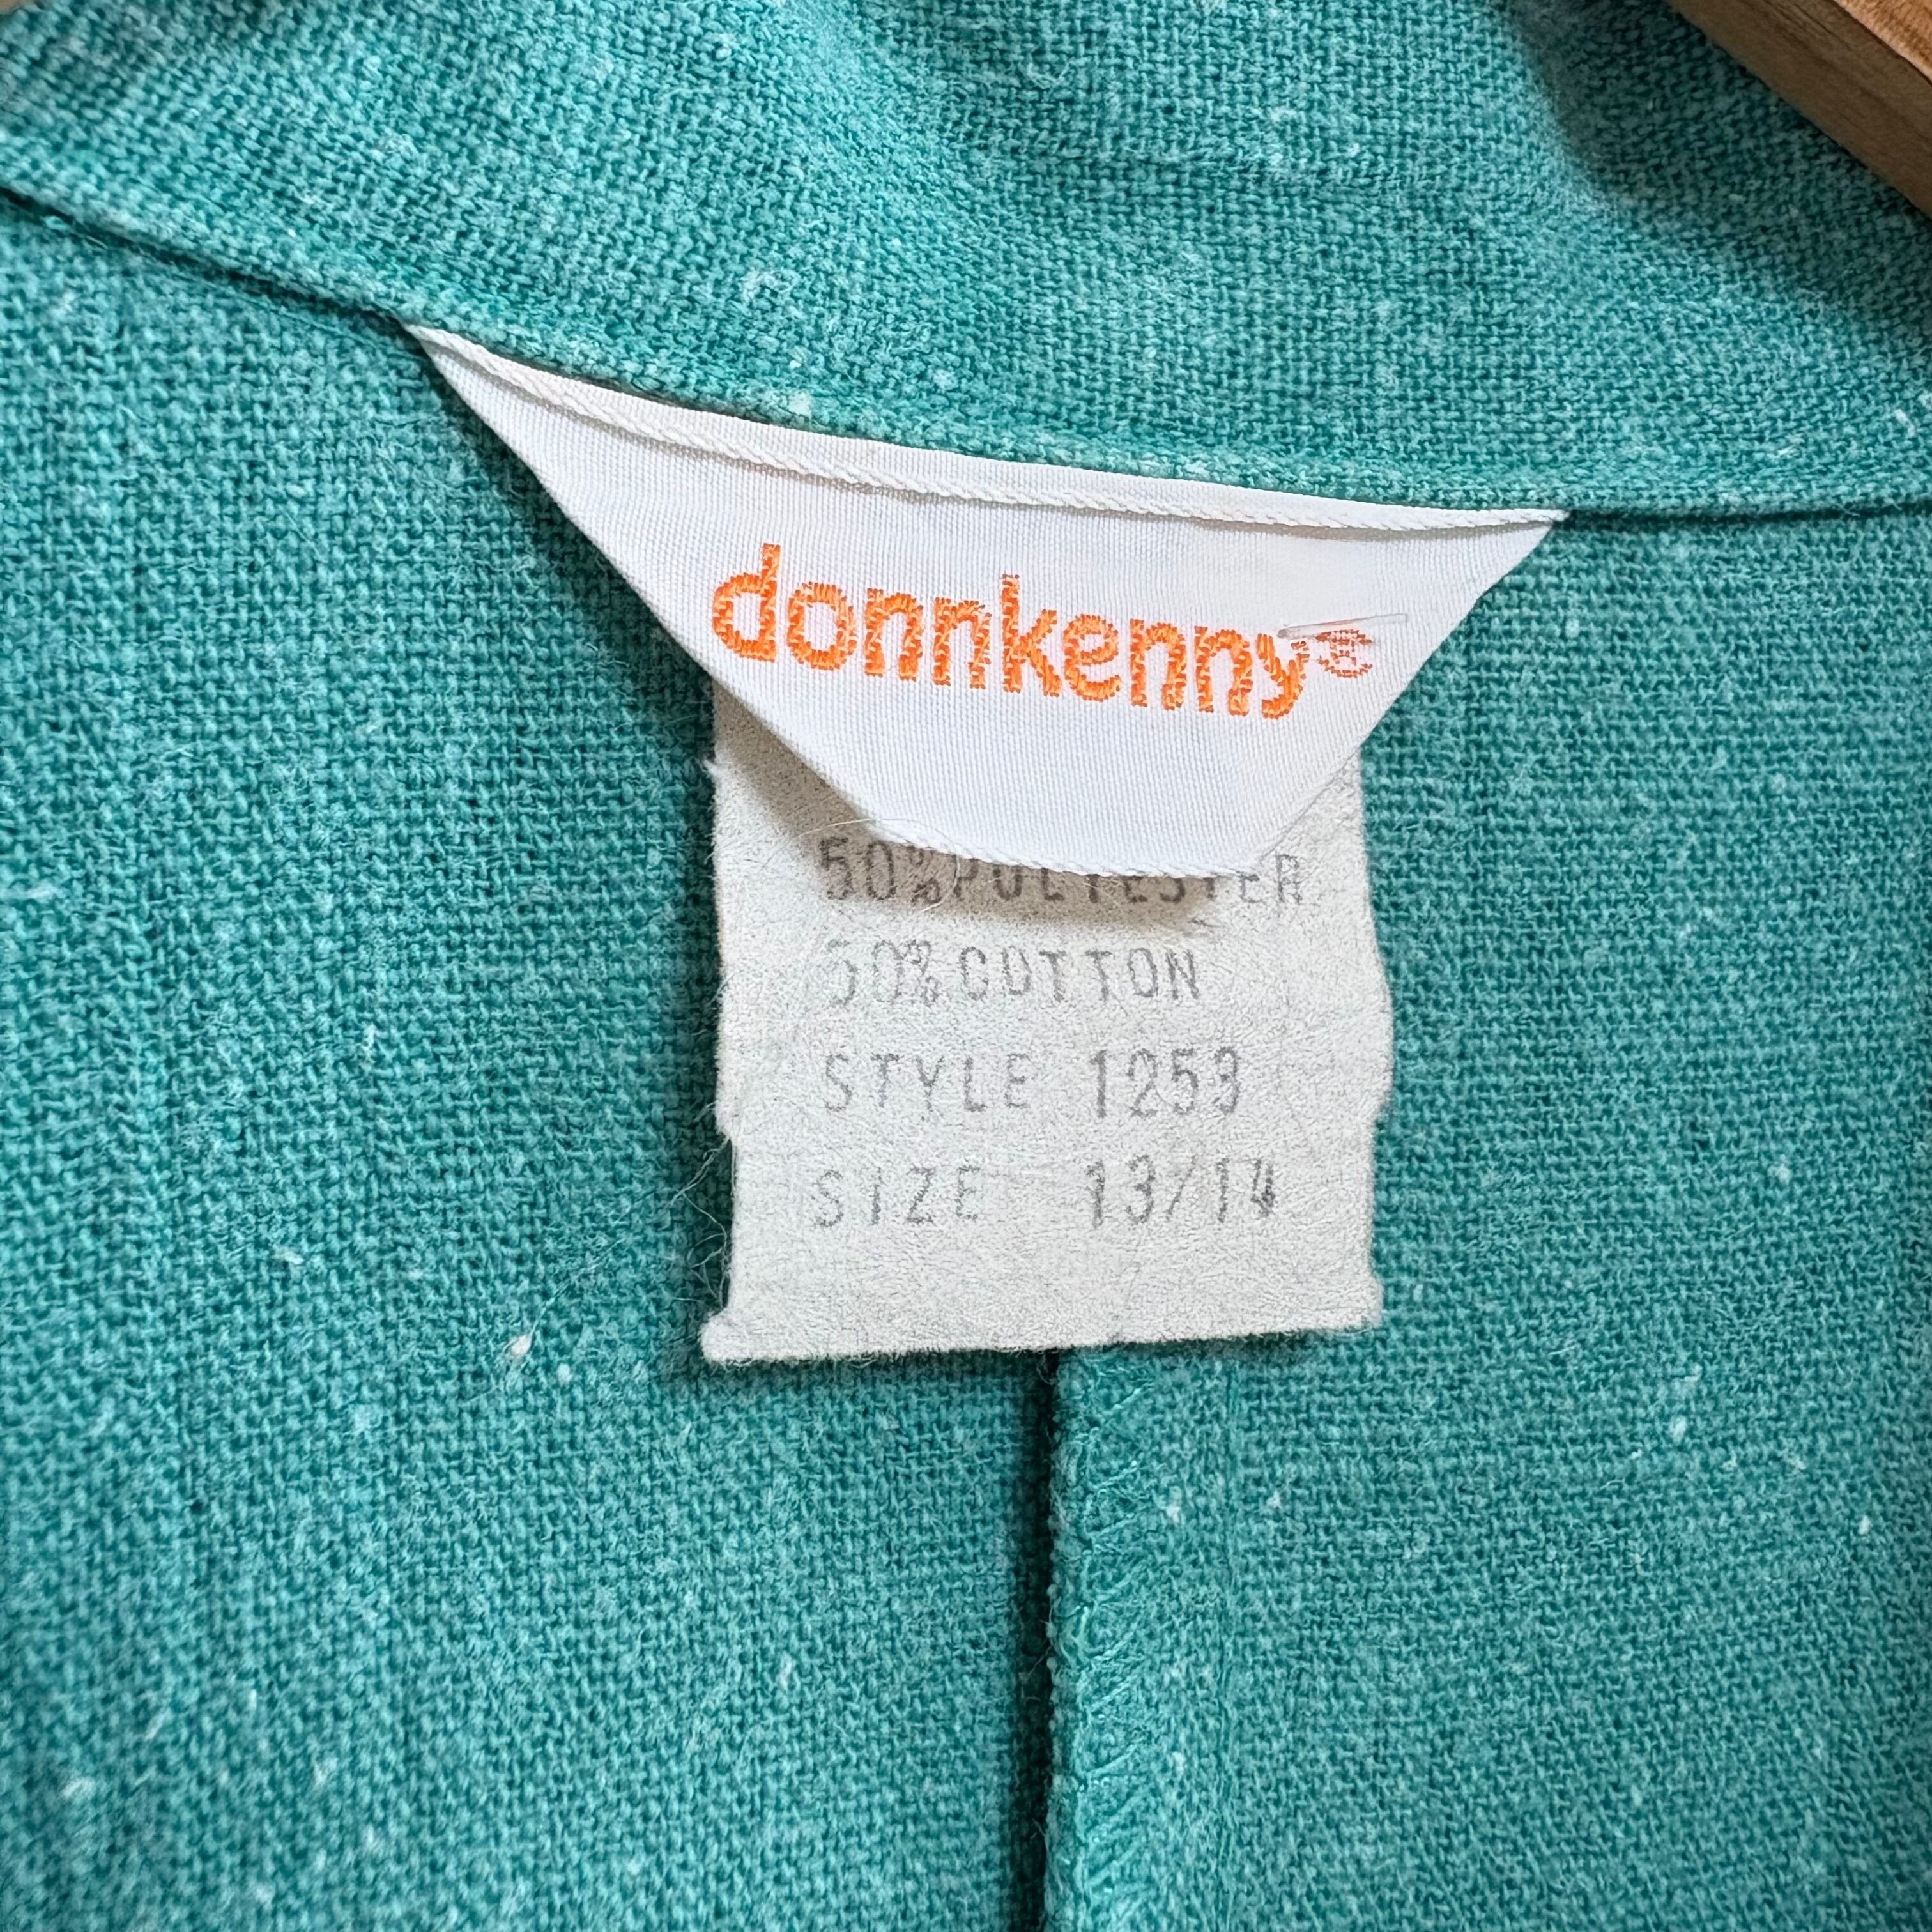 donnkenny®
50% POLYESTER
50% COTTON
STYLE 1253
SIZE 13/14